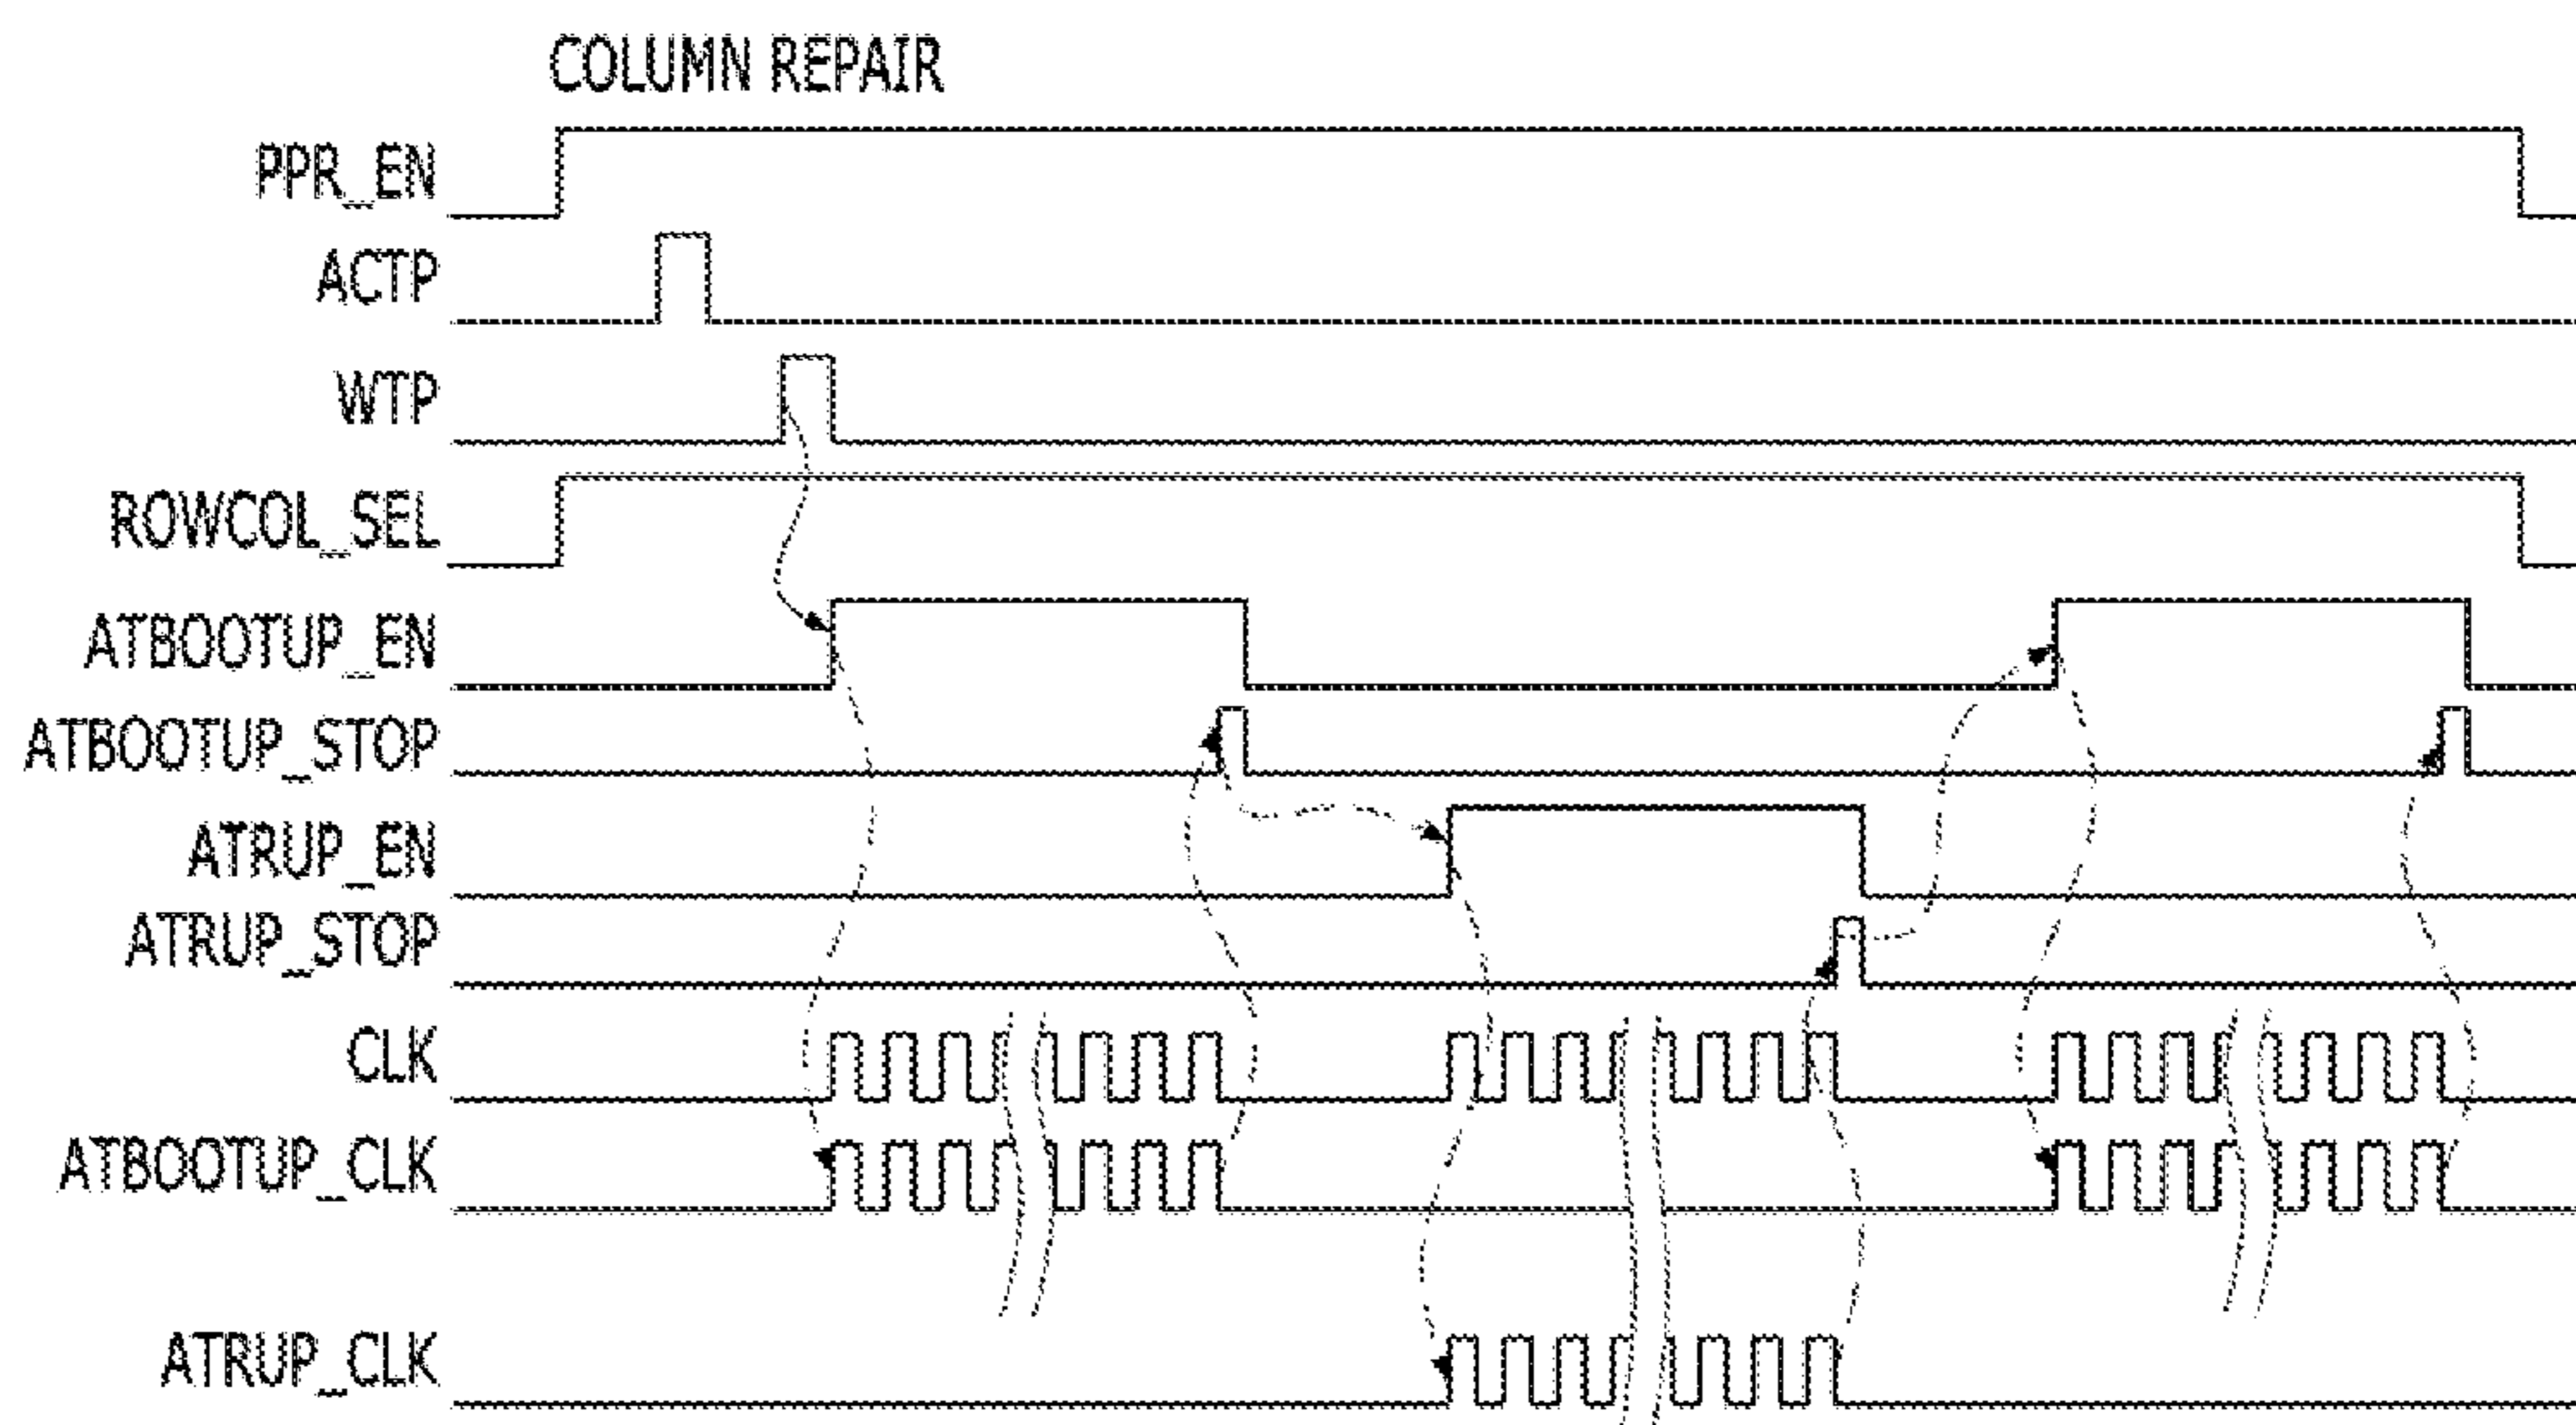 COLUMN REPAIR
PPR_EN
ACTP
WTP
ROWCOL_SEL
ATBOOTUP_EN
ATBOOTUP_STOP
ATRUP_EN
ATRUP_STOP
CLK
ATBOOTUP_CLK
ATRUP_CLK